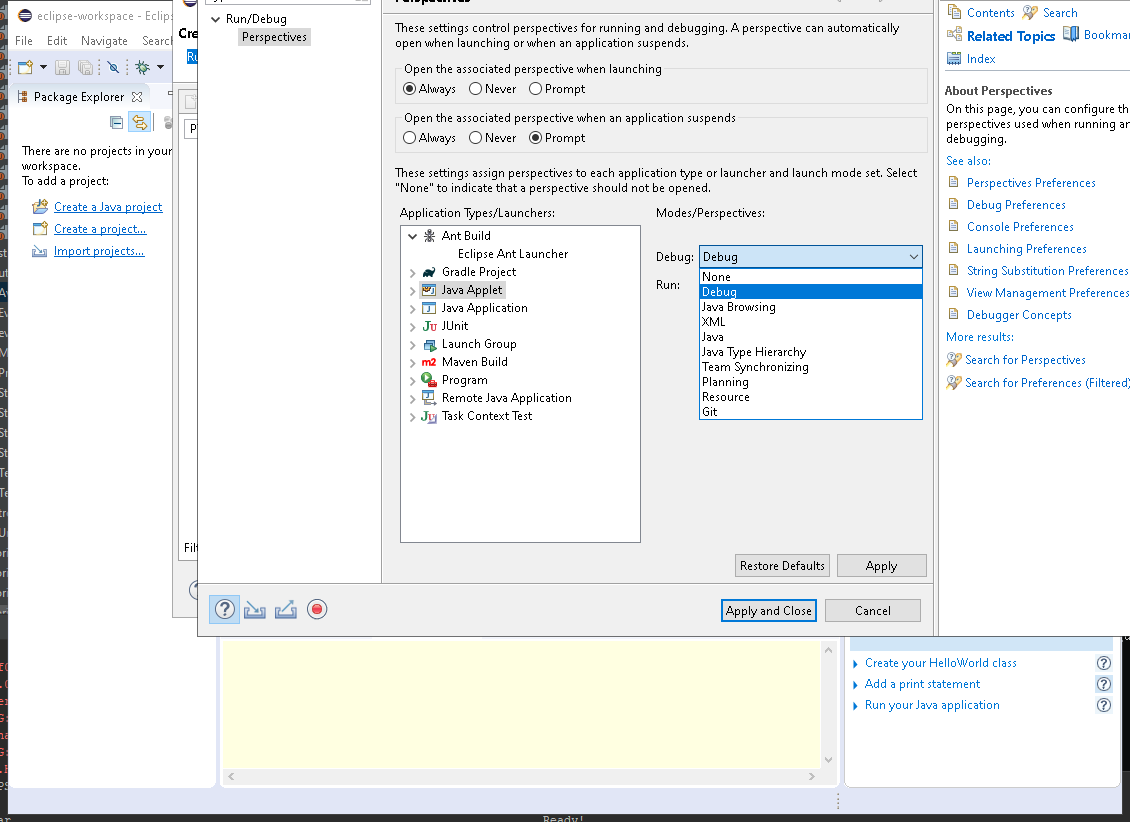 eclipse-workspace - Eclips
File Edit Navigate Searc
Package Explorer
There are no projects in your
workspace.
To add a project:
Create a Java project
Create a project...
Import projects...
Cre
Filt
Run/Debug
Perspectives
Perspectives
These settings control perspectives for running and debugging. A perspective can automatically
open when launching or when an application suspends.
Open the associated perspective when launching
Always Never Prompt
Open the associated perspective when an application suspends
Always Never Prompt
These settings assign perspectives to each application type or launcher and launch mode set. Select
"None" to indicate that a perspective should not be opened.
Application Types/Launchers:
Ant Build
Eclipse Ant Launcher
Gradle Project
Java Applet
Java Application
JUnit
Launch Group
Maven Build
Program
Remote Java Application
Task Context Test
Modes/Perspectives:
Debug: Debug
Run:
None
Debug
Java Browsing
XML
Java
Java Type Hierarchy
Team Synchronizing
Planning
Resource
Git
Restore Defaults Apply
Apply and Close Cancel
Contents Search
Related Topics Bookmar
Index
About Perspectives
On this page, you can configure th
perspectives used when running an
debugging.
See also:
Perspectives Preferences
Debug Preferences
Console Preferences
Launching Preferences
String Substitution Preferences
View Management Preferences
Debugger Concepts
More results:
Search for Perspectives
Search for Preferences (Filtered)
Create your HelloWorld class
Add a print statement
Run your Java application
Ready!